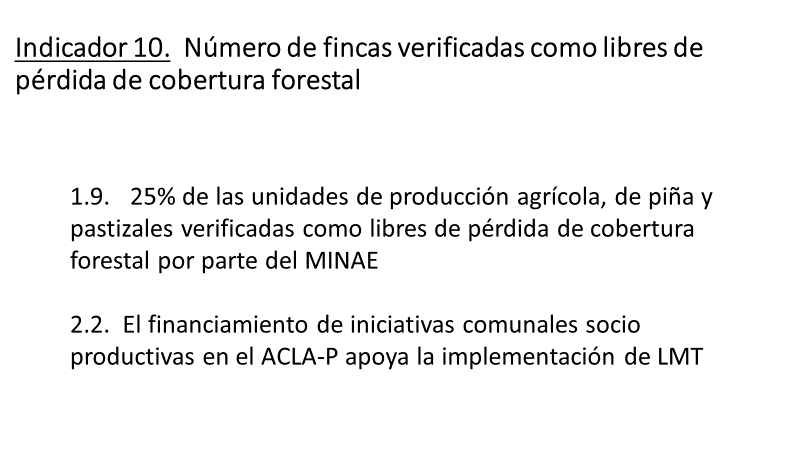 Indicador 10. Número de fincas verificadas como libres de
pérdida de cobertura forestal
1.9. 25% de las unidades de producción agrícola, de piña y
pastizales verificadas como libres de pérdida de cobertura
forestal por parte del MINAE
2.2. El financiamiento de iniciativas comunales socio
productivas en el ACLA-P apoya la implementación de LMT